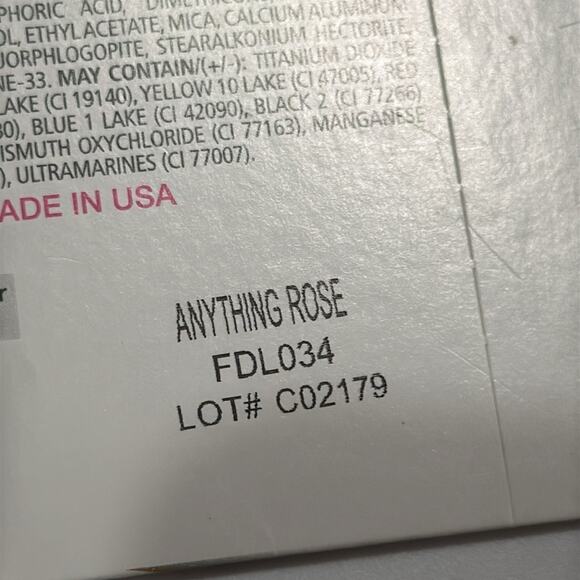 PHORIC ACID, DIMETHICON
OL, ETHYL ACETATE, MICA, CALCIUM ALUMINUM
UORPHLOGOPITE, STEARALKONIUM HECTORITE,
NE-33. MAY CONTAIN/(+/-): TITANIUM DIOXIDE
LAKE (CI 19140), YELLOW 10 LAKE (CI 47005), RED
80), BLUE 1 LAKE (CI 42090), BLACK 2 (CI 77266)
ISMUTH OXYCHLORIDE (CI 77163), MANGANESE
), ULTRAMARINES (CI 77007).
ADE IN USA
r
ANYTHING ROSE
FDL034
LOT# C02179